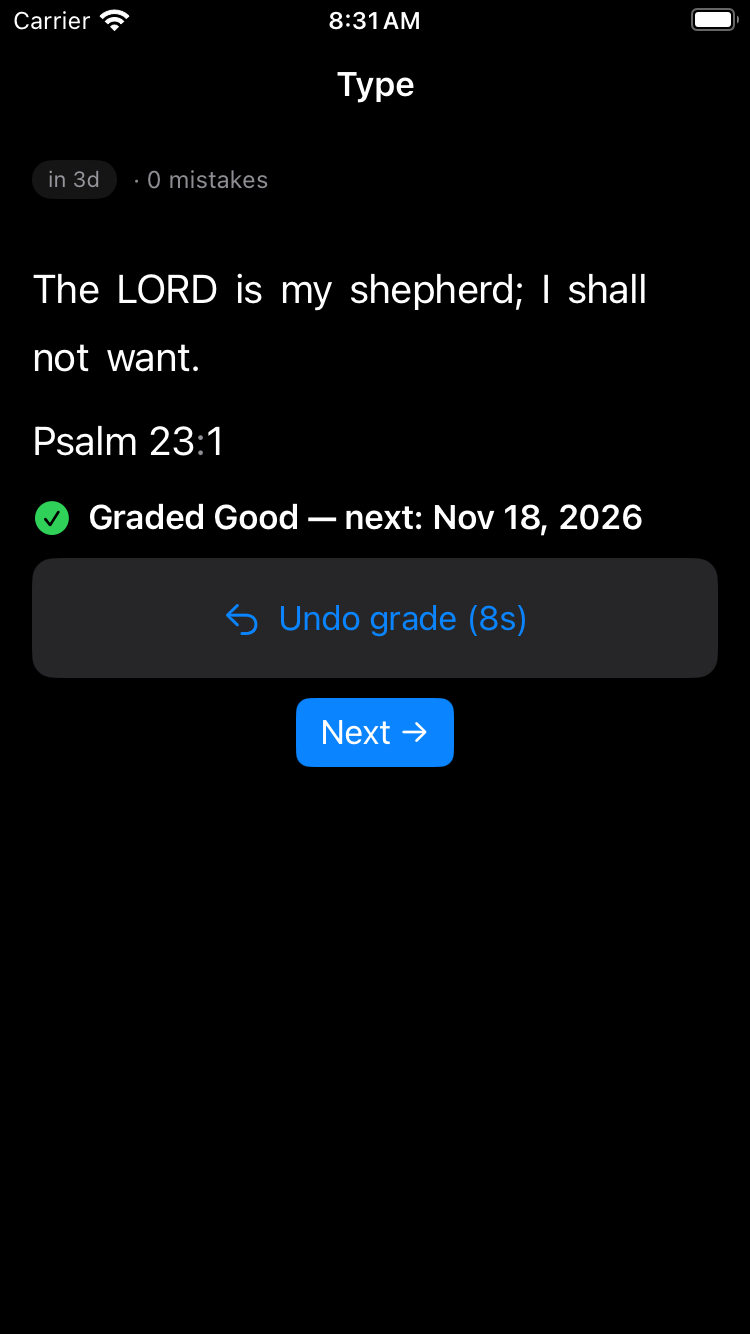 Carrier
8:31 AM
Type
in 3d · 0 mistakes
The LORD is my shepherd; I shall
not want.
Psalm 23:1
Graded Good — next: Nov 18, 2026
Undo grade (8s)
Next →